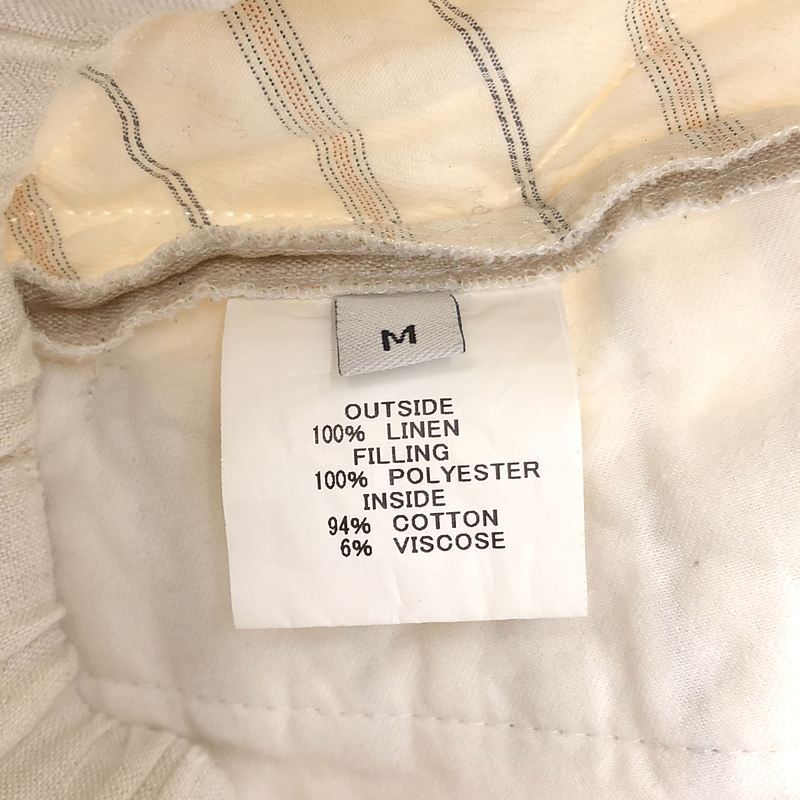 M
OUTSIDE
100% LINEN
FILLING
100% POLYESTER
INSIDE
94% COTTON
6% VISCOSE